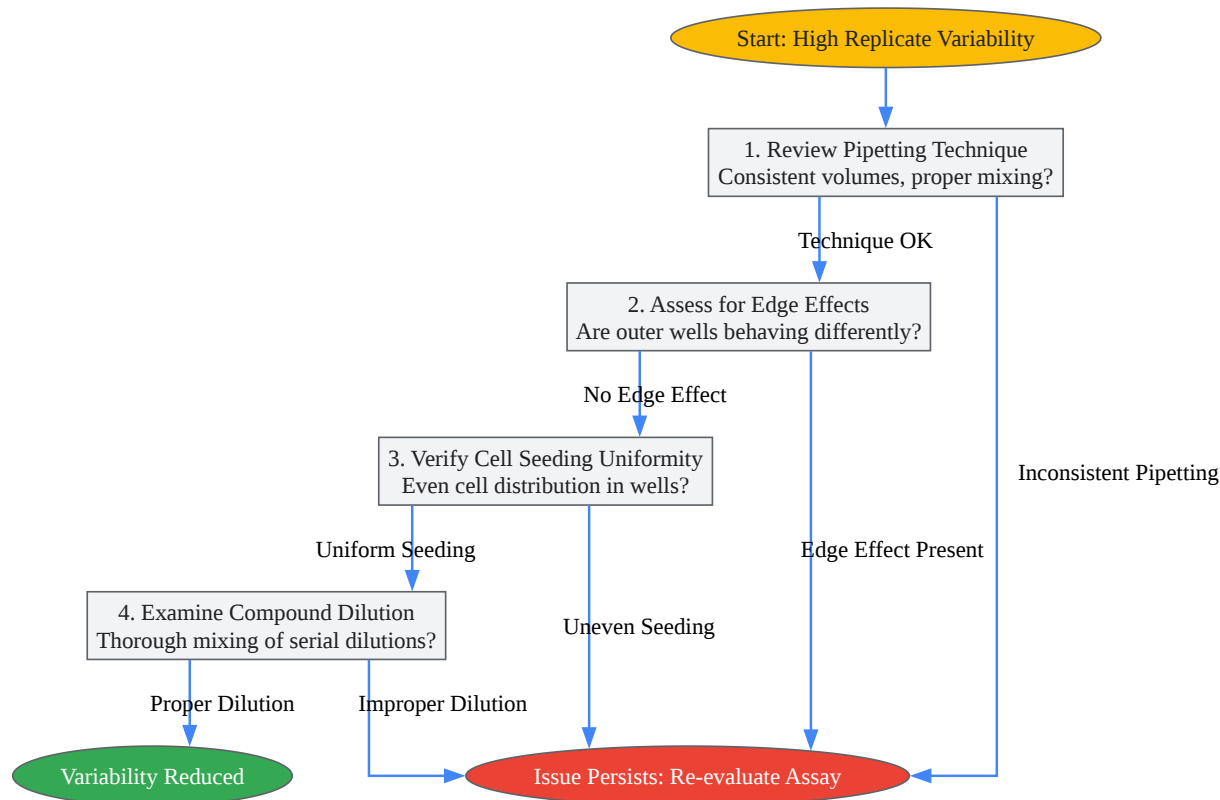 Start: High Replicate Variability
1. Review Pipetting Technique
Consistent volumes, proper mixing?
Technique OK
2. Assess for Edge Effects
Are outer wells behaving differently?
No Edge Effect
3. Verify Cell Seeding Uniformity
Even cell distribution in wells?
Inconsistent Pipetting
Uniform Seeding
Edge Effect Present
4. Examine Compound Dilution
Thorough mixing of serial dilutions?
Uneven Seeding
Proper Dilution
Improper Dilution
Variability Reduced
Issue Persists: Re-evaluate Assay